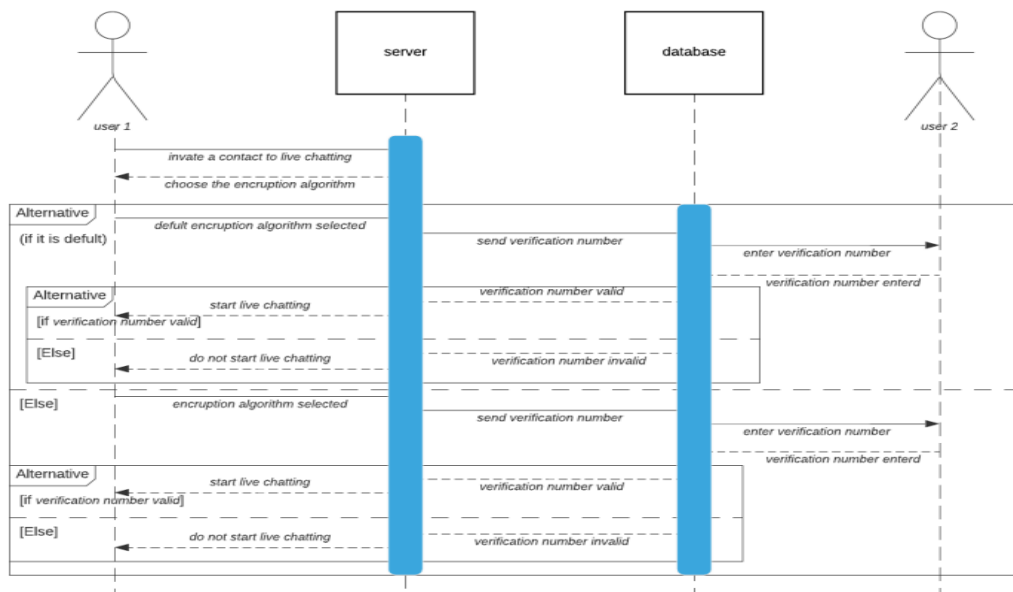 server
database
user 1
user 2
invate a contact to live chatting
choose the encruption algorithm
Alternative
defult encruption algorithm selected
(if it is defult)
send verification number
enter verification number
verification number enterd
Alternative
verification number valid
start live chatting
[if verification number valid]
[Else]
do not start live chatting
verification number invalid
[Else]
encruption algorithm selected
send verification number
enter verification number
verification number enterd
Alternative
start live chatting
verification number valid
[if verification number valid]
[Else]
do not start live chatting
verification number invalid